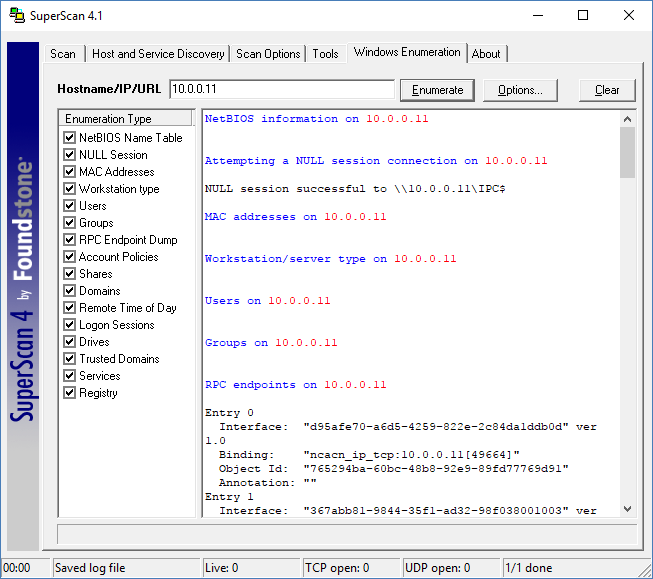 SuperScan 4.1
Scan
Host and Service Discovery
Scan Options
Tools
Windows Enumeration
About
Hostname/IP/URL
10.0.0.11
Enumerate
Options...
Clear
Enumeration Type
NetBIOS Name Table
NULL Session
MAC Addresses
Workstation type
Users
Groups
RPC Endpoint Dump
Account Policies
Shares
Domains
Remote Time of Day
Logon Sessions
Drives
Trusted Domains
Services
Registry
NetBIOS information on 10.0.0.11
Attempting a NULL session connection on 10.0.0.11
NULL session successful to \\10.0.0.11\IPC$
MAC addresses on 10.0.0.11
Workstation/server type on 10.0.0.11
Users on 10.0.0.11
Groups on 10.0.0.11
RPC endpoints on 10.0.0.11
Entry 0
Interface: "d95afe70-a6d5-4259-822e-2c84da1ddb0d" ver
1.0
Binding: "ncacn_ip_tcp:10.0.0.11[49664]"
Object Id: "765294ba-60bc-48b8-92e9-89fd77769d91"
Annotation: ""
Entry 1
Interface: "367abb81-9844-35f1-ad32-98f038001003" ver
SuperScan 4 by Foundstone
00:00
Saved log file
Live: 0
TCP open: 0
UDP open: 0
1/1 done